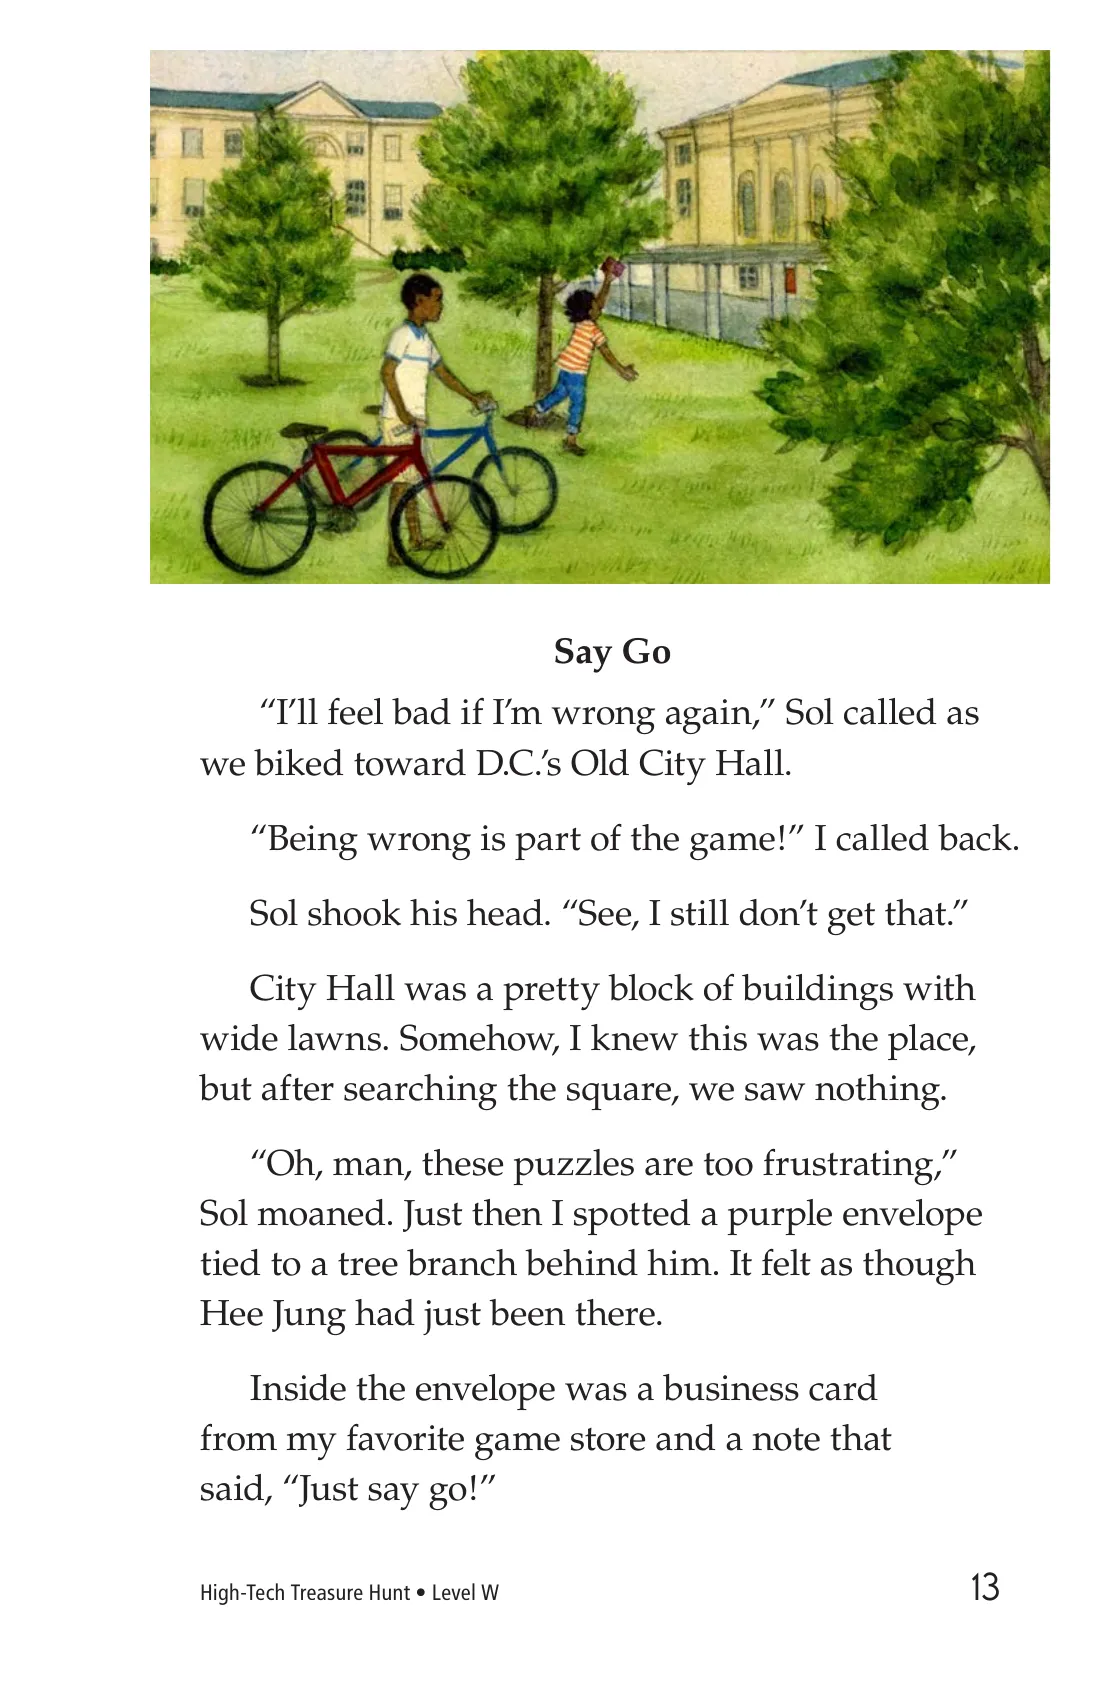 Say Go
“I’ll feel bad if I’m wrong again,” Sol called as
we biked toward D.C.’s Old City Hall.
“Being wrong is part of the game!” I called back.
Sol shook his head. “See, I still don’t get that.”
City Hall was a pretty block of buildings with
wide lawns. Somehow, I knew this was the place,
but after searching the square, we saw nothing.
“Oh, man, these puzzles are too frustrating,”
Sol moaned. Just then I spotted a purple envelope
tied to a tree branch behind him. It felt as though
Hee Jung had just been there.
Inside the envelope was a business card
from my favorite game store and a note that
said, “Just say go!”
High-Tech Treasure Hunt • Level W
13